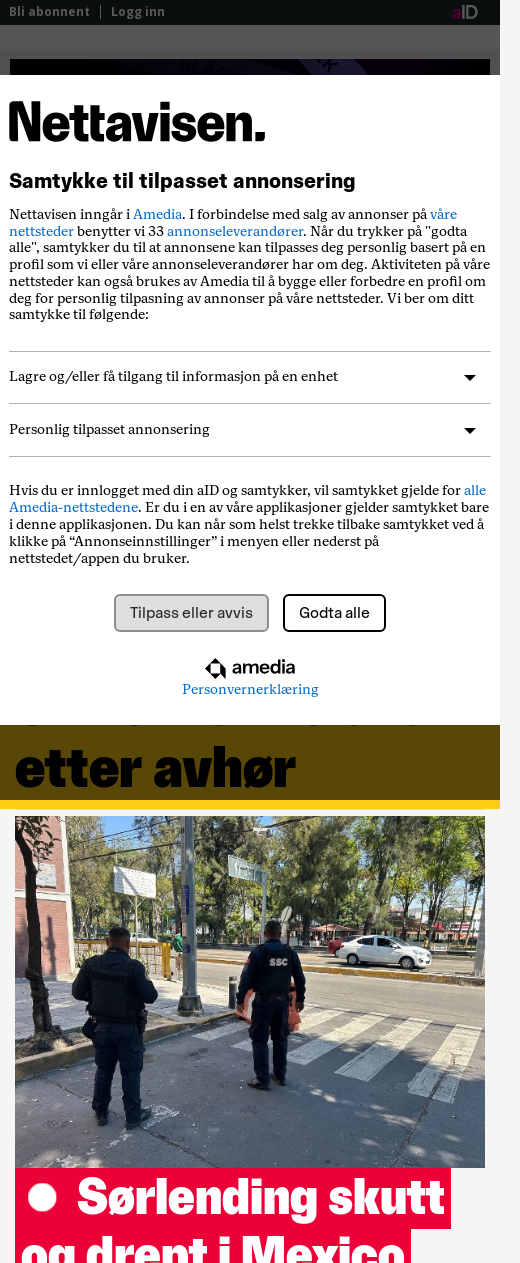 Bli abonnent | Logg inn
aID
Nettavisen.
Samtykke til tilpasset annonsering
Nettavisen inngår i Amedia. I forbindelse med salg av annonser på våre
nettsteder benytter vi 33 annonseleverandører. Når du trykker på "godta
alle", samtykker du til at annonsene kan tilpasses deg personlig basert på en
profil som vi eller våre annonseleverandører har om deg. Aktiviteten på våre
nettsteder kan også brukes av Amedia til å bygge eller forbedre en profil om
deg for personlig tilpasning av annonser på våre nettsteder. Vi ber om ditt
samtykke til følgende:
Lagre og/eller få tilgang til informasjon på en enhet
Personlig tilpasset annonsering
Hvis du er innlogget med din aID og samtykker, vil samtykket gjelde for alle
Amedia-nettstedene. Er du i en av våre applikasjoner gjelder samtykket bare
i denne applikasjonen. Du kan når som helst trekke tilbake samtykket ved å
klikke på “Annonseinnstillinger” i menyen eller nederst på
nettstedet/appen du bruker.
Tilpass eller avvis
Godta alle
amedia
Personvernerklæring
etter avhør
SSC
Sørlending skutt
og drept i Mexico